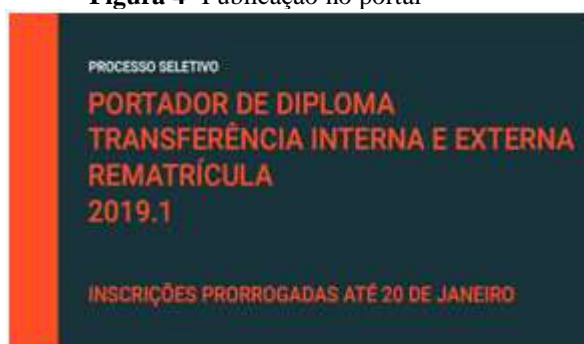 Figura 4- Publicação no portal
PROCESSO SELETIVO
PORTADOR DE DIPLOMA
TRANSFERÊNCIA INTERNA E EXTERNA
REMATRÍCULA
2019.1
INSCRIÇÕES PRORROGADAS ATÉ 20 DE JANEIRO